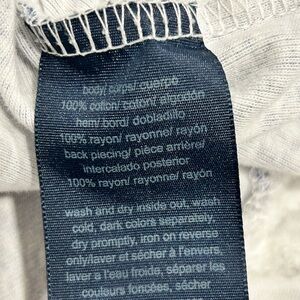 body/ corps/ cuerpo
100% cotton/ coton/ algodón
hem/ bord/ dobladillo
100% rayon/ rayonne/ rayón
back piecing/ pièce arrière/
intercalado posterior
100% rayon/ rayonne/ rayón
wash and dry inside out, wash
cold, dark colors separately,
dry promptly, iron on reverse
only/laver et sécher à l'envers,
laver a l'eau froide, séparer les
couleurs foncées, sécher